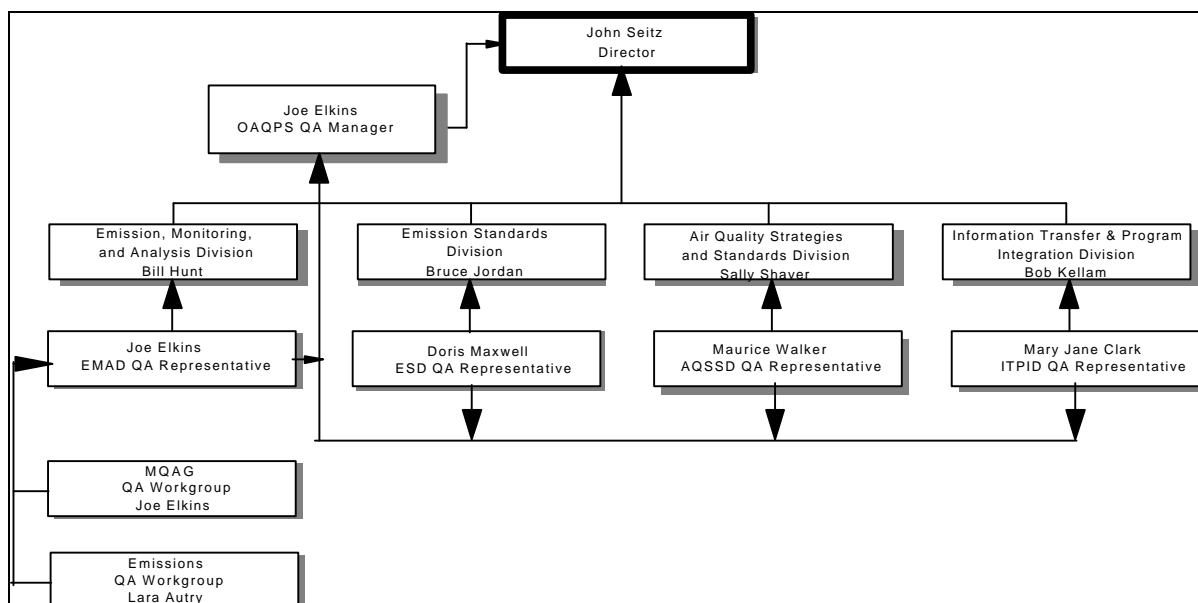 John Seitz
Director
Joe Elkins
OAQPS QA Manager
Emission, Monitoring,
and Analysis Division
Bill Hunt
Emission Standards
Division
Bruce Jordan
Air Quality Strategies
and Standards Division
Sally Shaver
Information Transfer & Program
Integration Division
Bob Kellam
Joe Elkins
EMAD QA Representative
Doris Maxwell
ESD QA Representative
Maurice Walker
AQSSD QA Representative
Mary Jane Clark
ITPID QA Representative
MQAG
QA Workgroup
Joe Elkins
Emissions
QA Workgroup
Lara Autry